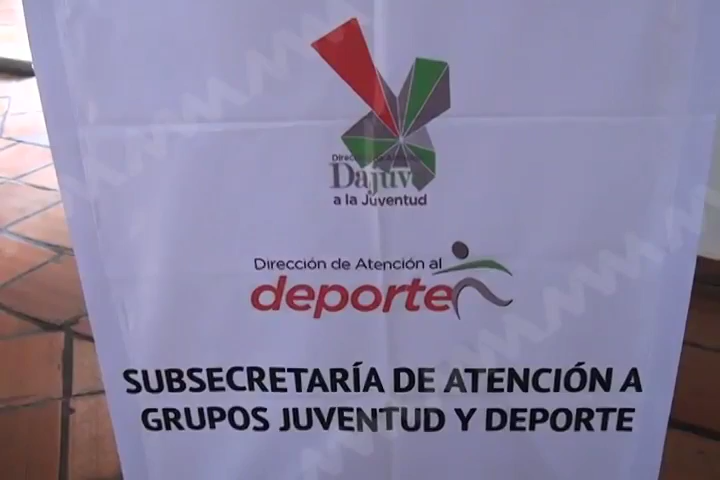 Dajuv
a la Juventud
Dirección de Atención al
deporte
SUBSECRETARÍA DE ATENCIÓN A
GRUPOS JUVENTUD Y DEPORTE